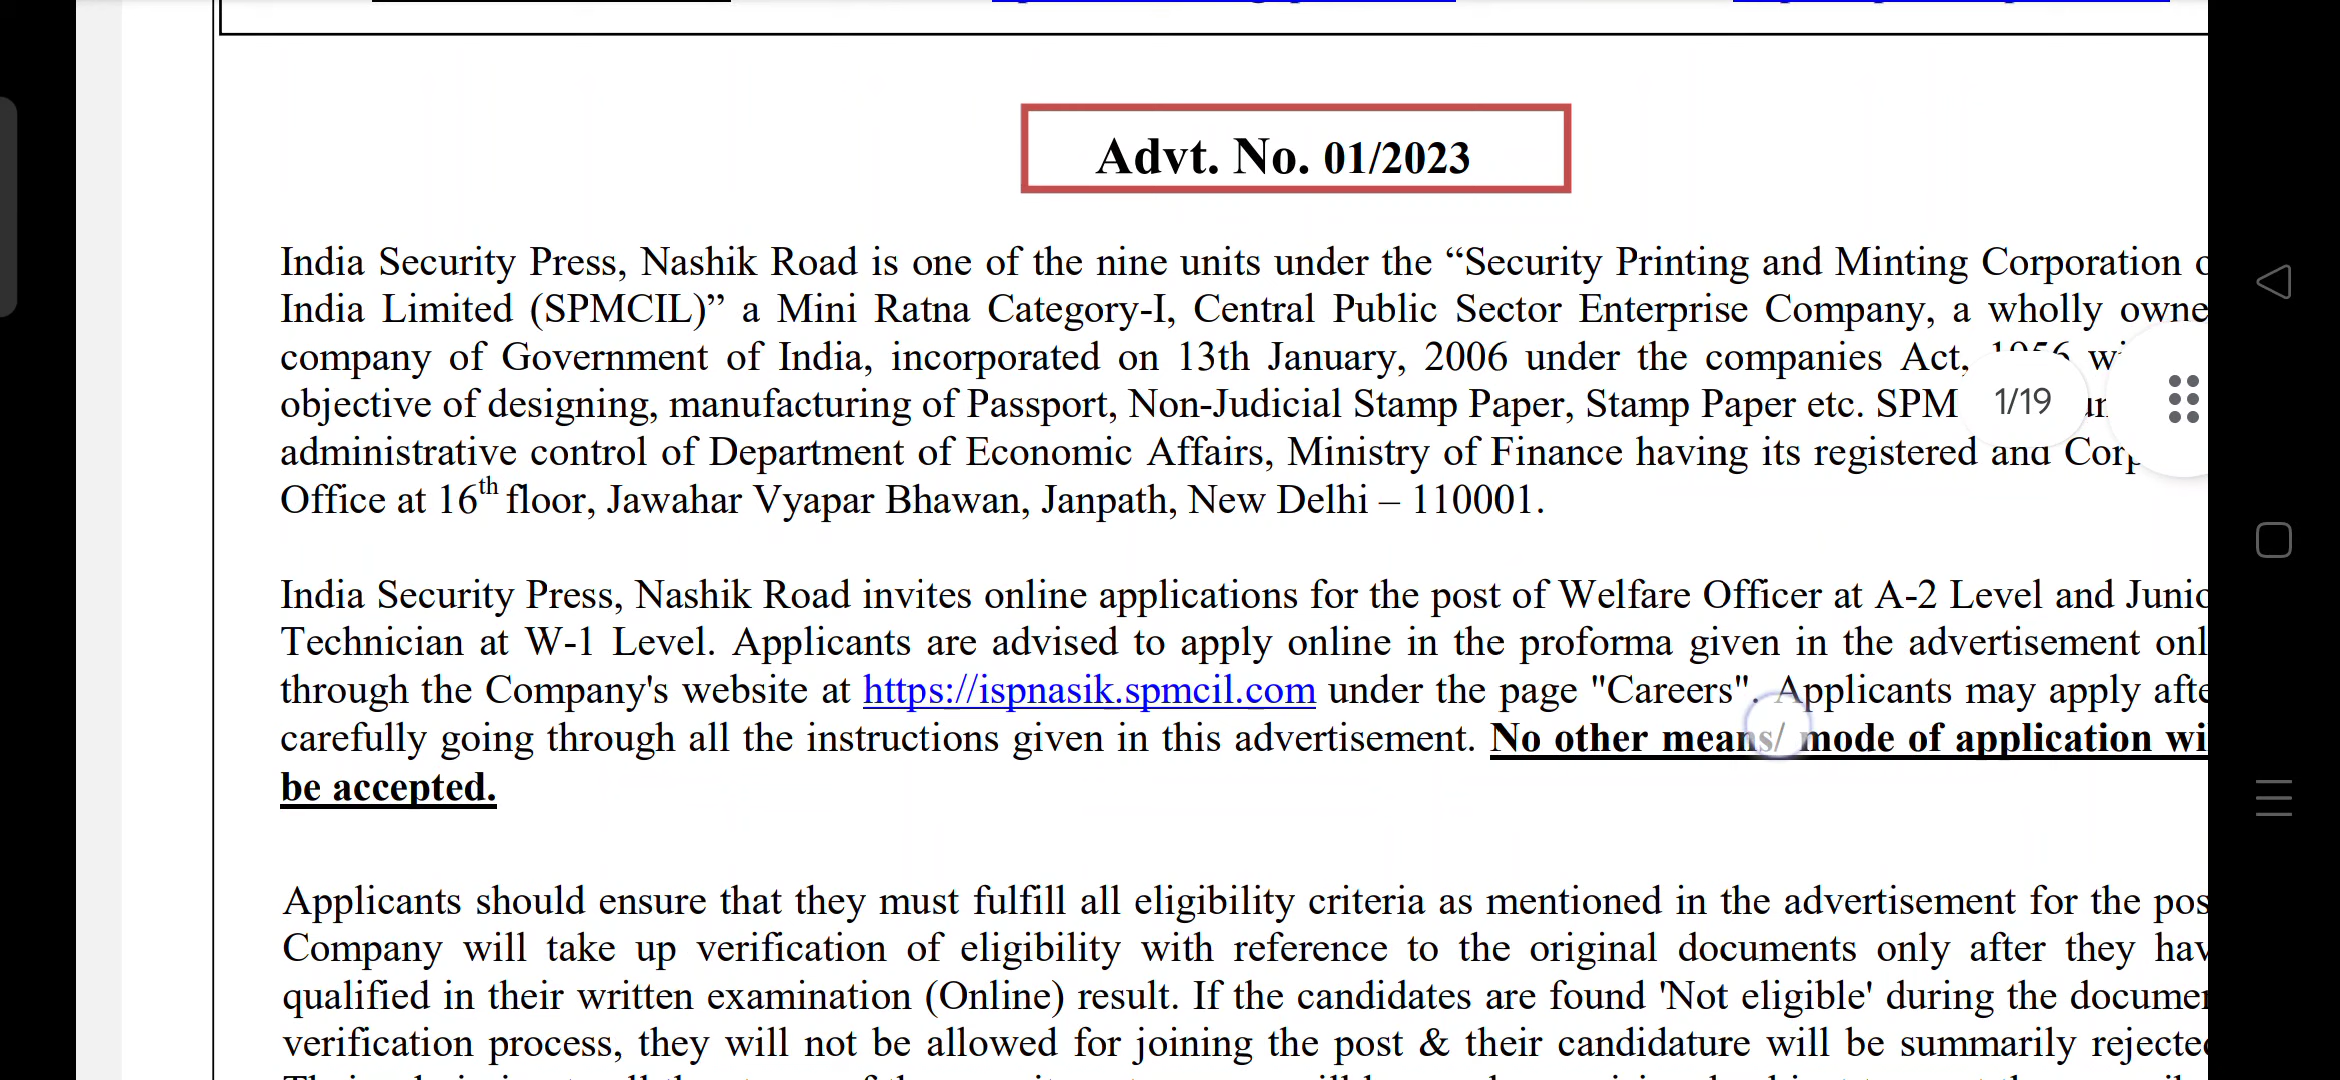 Advt. No. 01/2023
India Security Press, Nashik Road is one of the nine units under the “Security Printing and Minting Corporation
India Limited (SPMCIL)” a Mini Ratna Category-I, Central Public Sector Enterprise Company, a wholly owne
company of Government of India, incorporated on 13th January, 2006 under the companies Act,
objective of designing, manufacturing of Passport, Non-Judicial Stamp Paper, Stamp Paper etc. SPM
1/19
administrative control of Department of Economic Affairs, Ministry of Finance having its registered and
Office at 16th floor, Jawahar Vyapar Bhawan, Janpath, New Delhi – 110001.
India Security Press, Nashik Road invites online applications for the post of Welfare Officer at A-2 Level and Junio
Technician at W-1 Level. Applicants are advised to apply online in the proforma given in the advertisement onl
through the Company's website at https://ispnasik.spmcil.com under the page "Careers". Applicants may apply afte
carefully going through all the instructions given in this advertisement. No other means/ mode of application wi
be accepted.
Applicants should ensure that they must fulfill all eligibility criteria as mentioned in the advertisement for the pos
Company will take up verification of eligibility with reference to the original documents only after they hav
qualified in their written examination (Online) result. If the candidates are found 'Not eligible' during the documen
verification process, they will not be allowed for joining the post & their candidature will be summarily rejecte